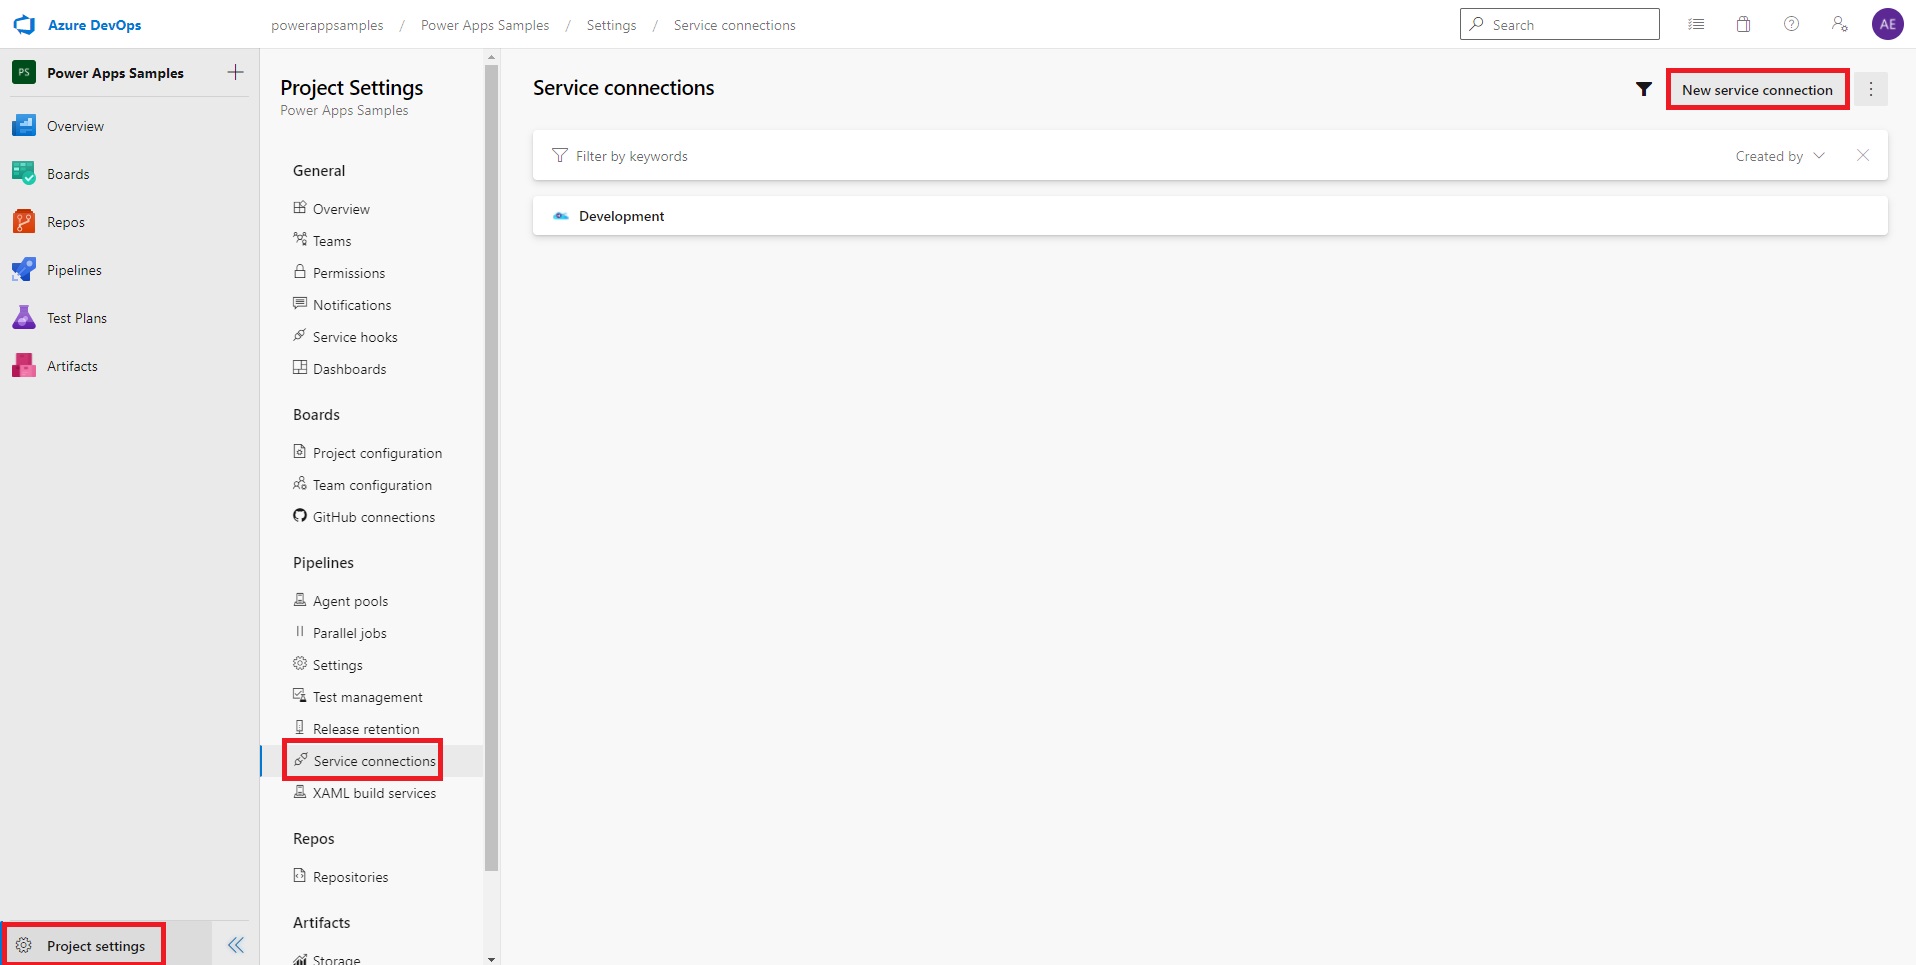 Azure DevOps
powerappsamples / Power Apps Samples / Settings / Service connections
Search
AE
PS Power Apps Samples
Overview
Boards
Repos
Pipelines
Test Plans
Artifacts
Project settings
Project Settings
Power Apps Samples
General
Overview
Teams
Permissions
Notifications
Service hooks
Dashboards
Boards
Project configuration
Team configuration
GitHub connections
Pipelines
Agent pools
Parallel jobs
Settings
Test management
Release retention
Service connections
XAML build services
Repos
Repositories
Artifacts
Storage
Service connections
New service connection
Filter by keywords
Created by
Development